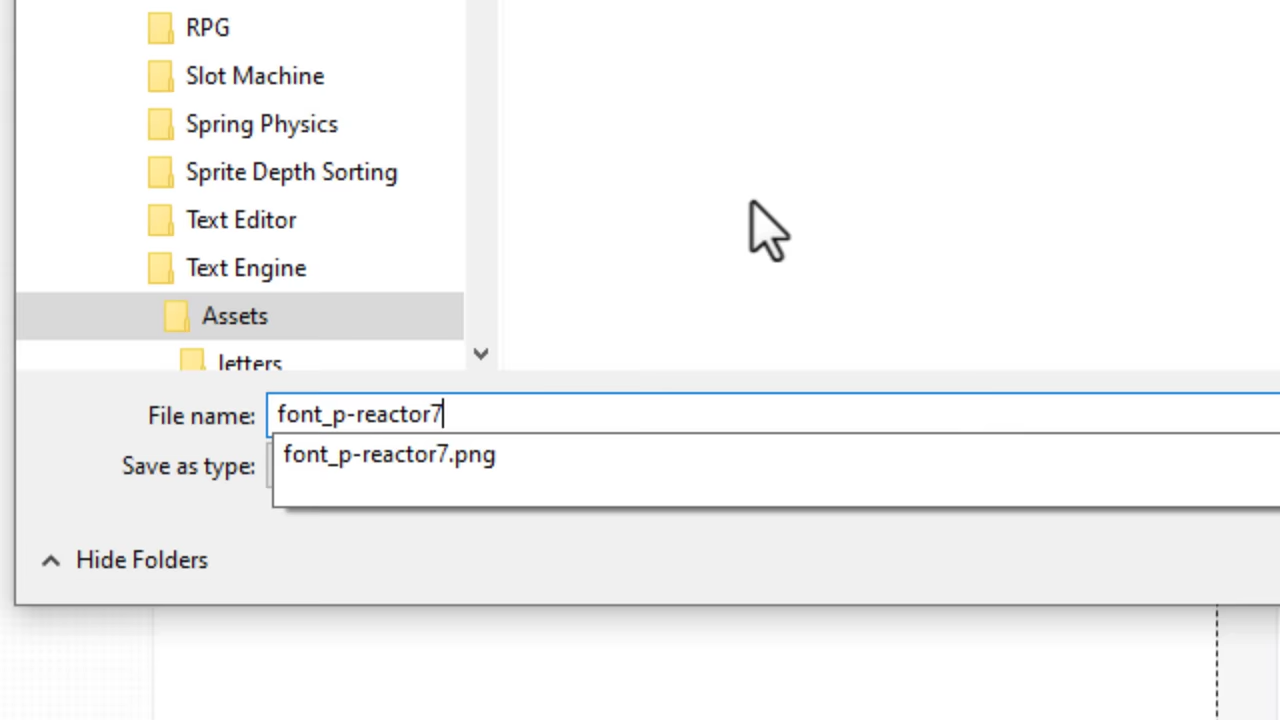 RPG
Slot Machine
Spring Physics
Sprite Depth Sorting
Text Editor
Text Engine
Assets
letters
File name: font_p-reactor7
font_p-reactor7.png
Save as type:
Hide Folders